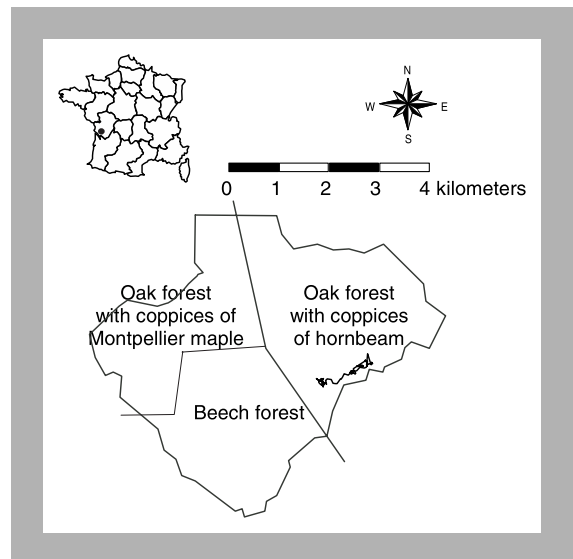 N
W E
S
0 1 2 3 4 kilometers
Oak forest
with coppices of
Montpellier maple
Oak forest
with coppices
of hornbeam
Beech forest